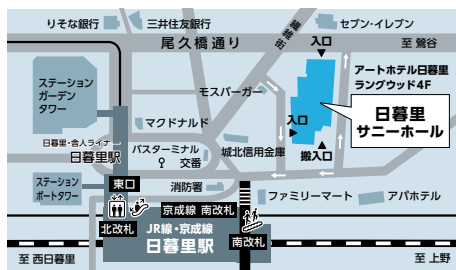 りそな銀行
三井住友銀行
繊維街
セブン-イレブン
尾久橋通り
入口
至 鶯谷
ステーション
ガーデン
タワー
モスバーガー
アートホテル日暮里
ラングウッド4F
日暮里
サニーホール
マクドナルド
入口
日暮里・舎人ライナー
日暮里駅
バスターミナル
交番
城北信用金庫
搬入口
ステーション
ポートタワー
東口
消防署
ファミリーマート
アパホテル
京成線 南改札
北改札
JR線・京成線
日暮里駅
南改札
至 西日暮里
至 上野